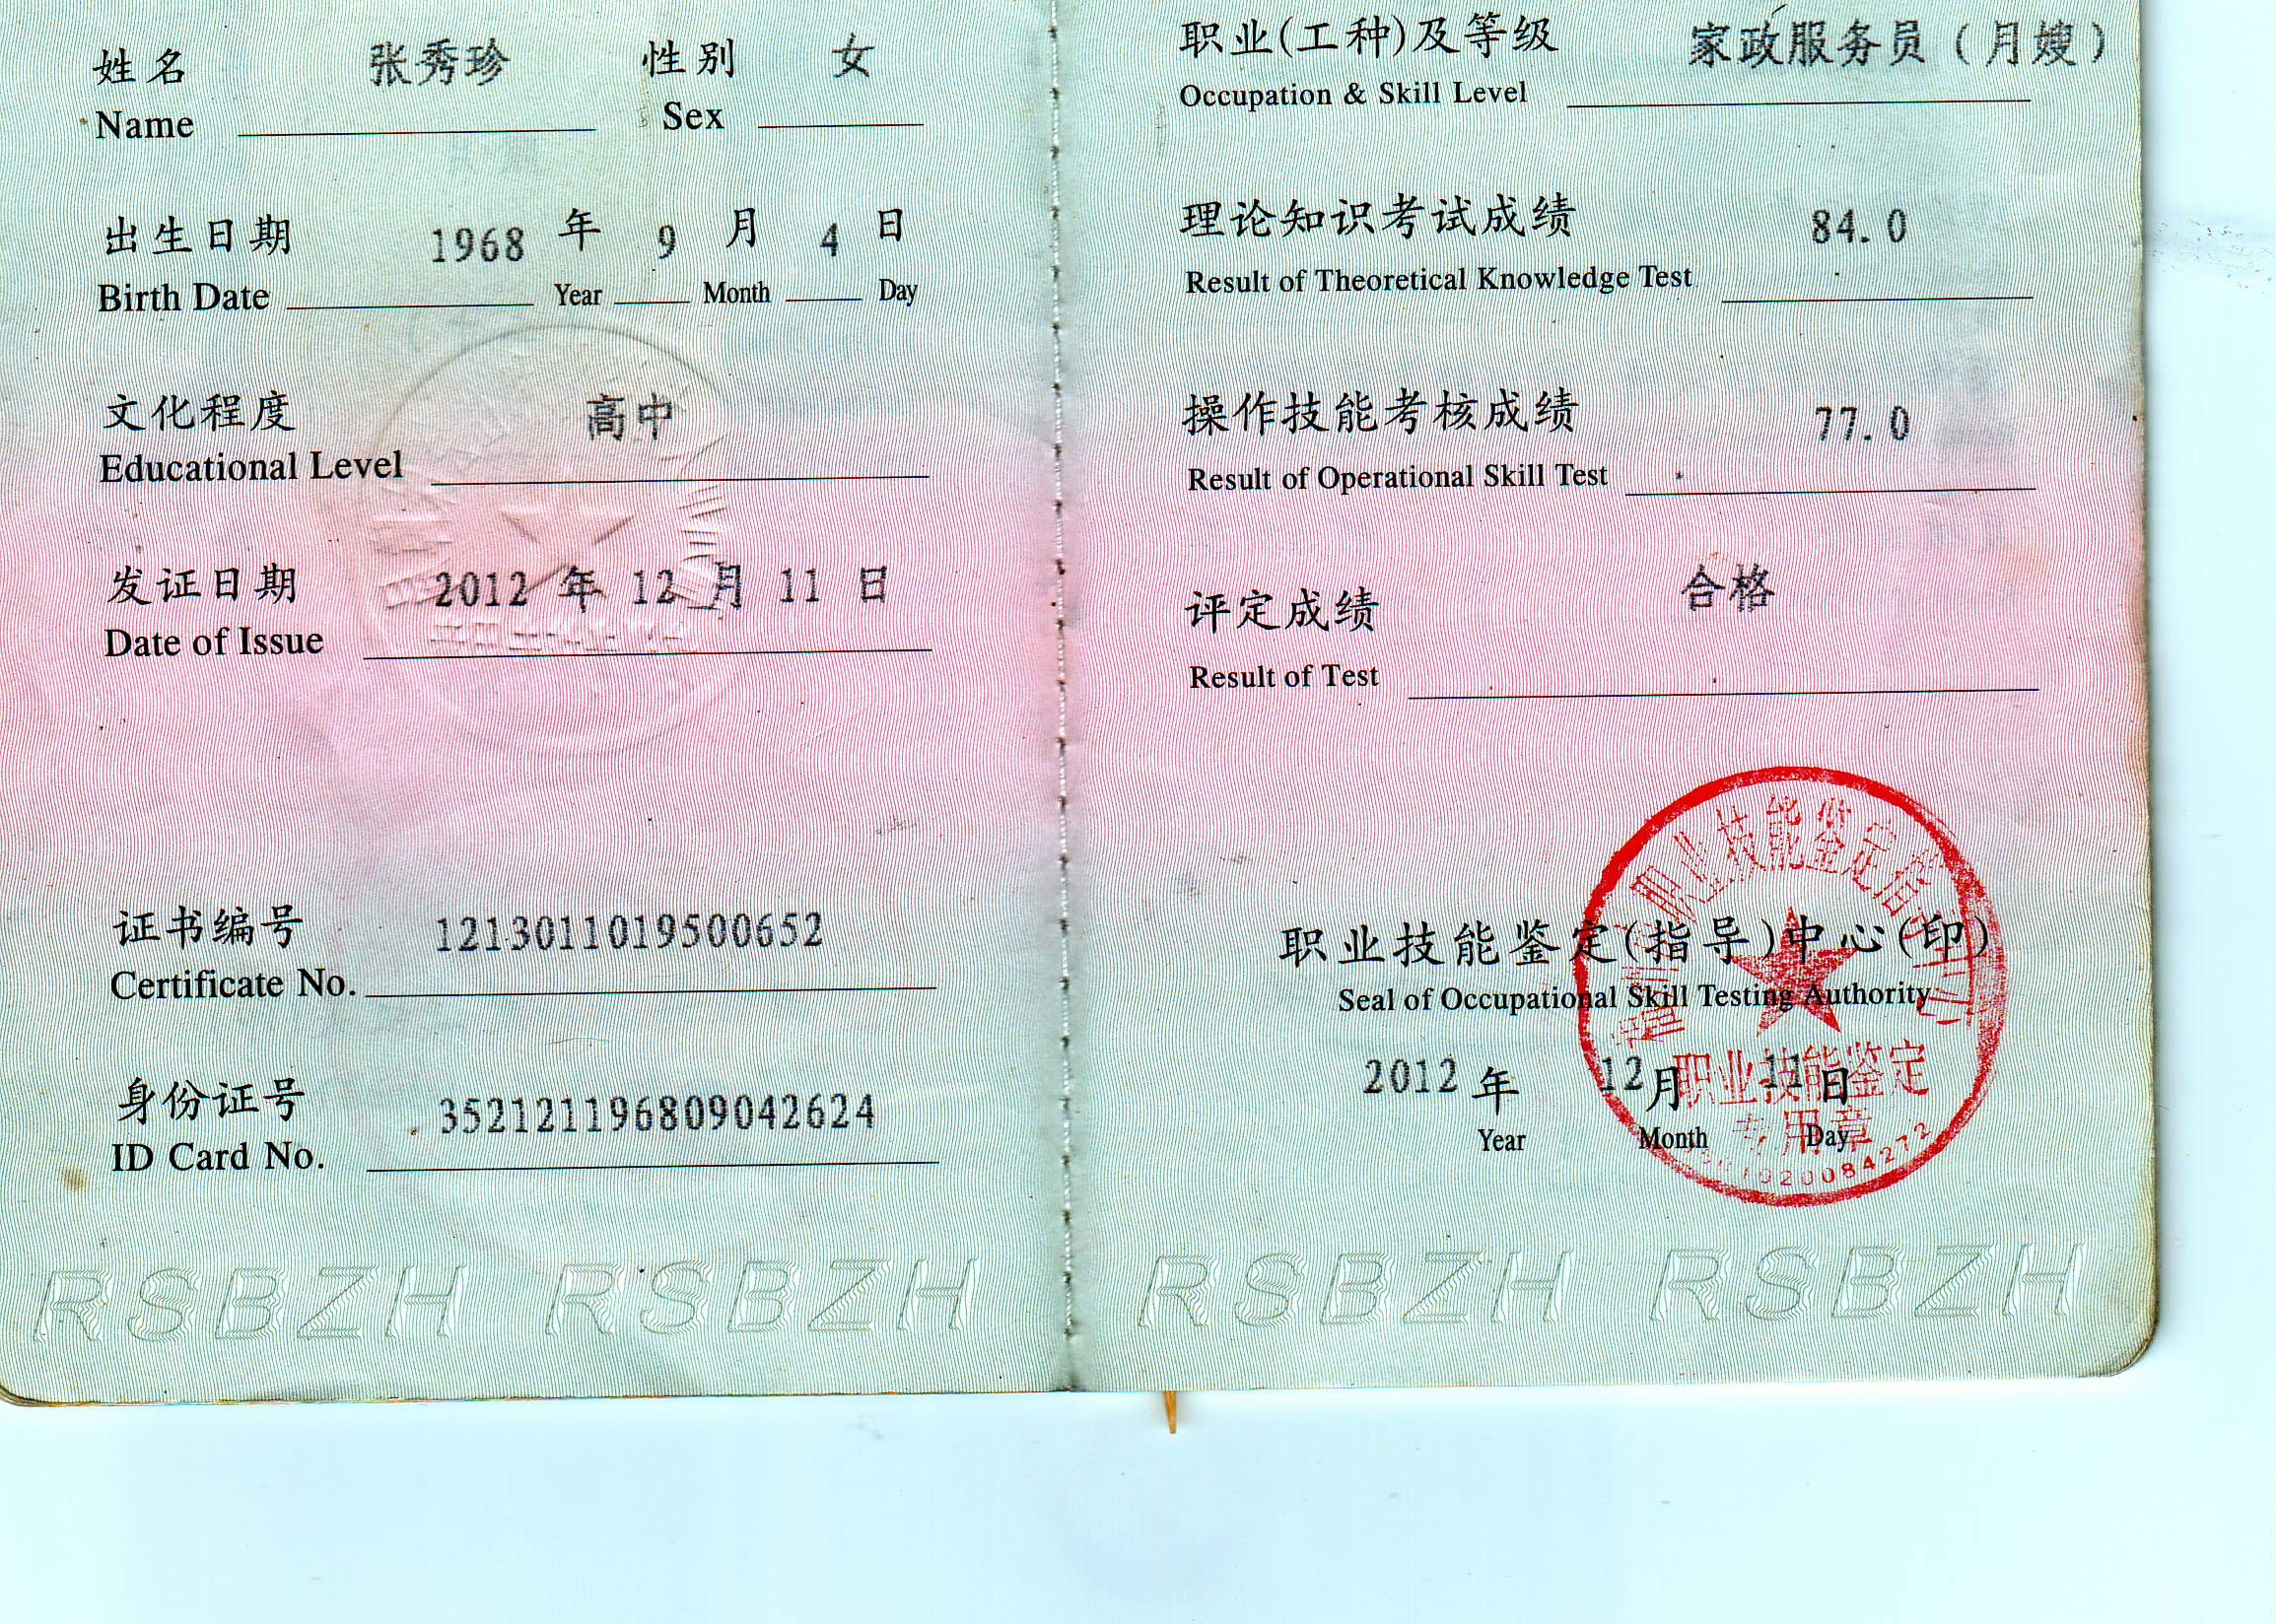 姓名 张秀珍 性别 女
Name Sex
出生日期 1968 年 9 月 4 日
Birth Date Year Month Day
文化程度 高中
Educational Level
发证日期 2012 年 12 月 11 日
Date of Issue
证书编号 1213011019500652
Certificate No.
身份证号 352121196809042624
ID Card No.
RSBZH RSBZH
职业(工种)及等级 家政服务员（月嫂）
Occupation & Skill Level
理论知识考试成绩 84.0
Result of Theoretical Knowledge Test
操作技能考核成绩 77.0
Result of Operational Skill Test
评定成绩 合格
Result of Test
职业技能鉴定指
职业技能鉴定(指导)中心(印)
Seal of Occupational Skill Testing Authority
2012 年 12 月 11 日
Year Month Day
职业技能鉴定
专用章
RSBZH RSBZH